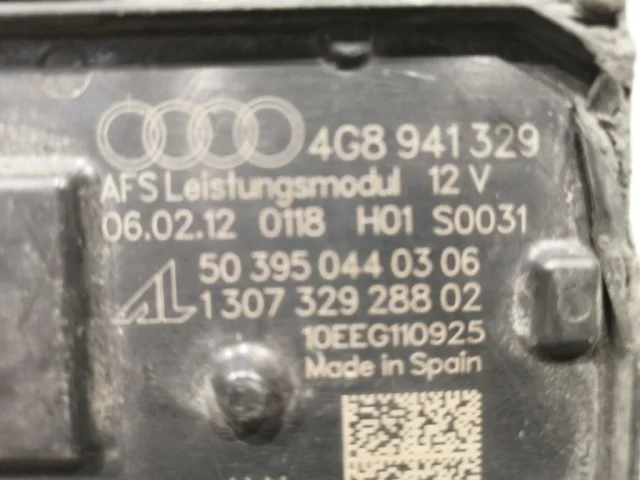 4G8 941 329
AFS Leistungsmodul 12 V
06.02.12 0118 H01 S0031
50 395 044 03 06
AL 1 307 329 288 02
10EEG110925
Made in Spain